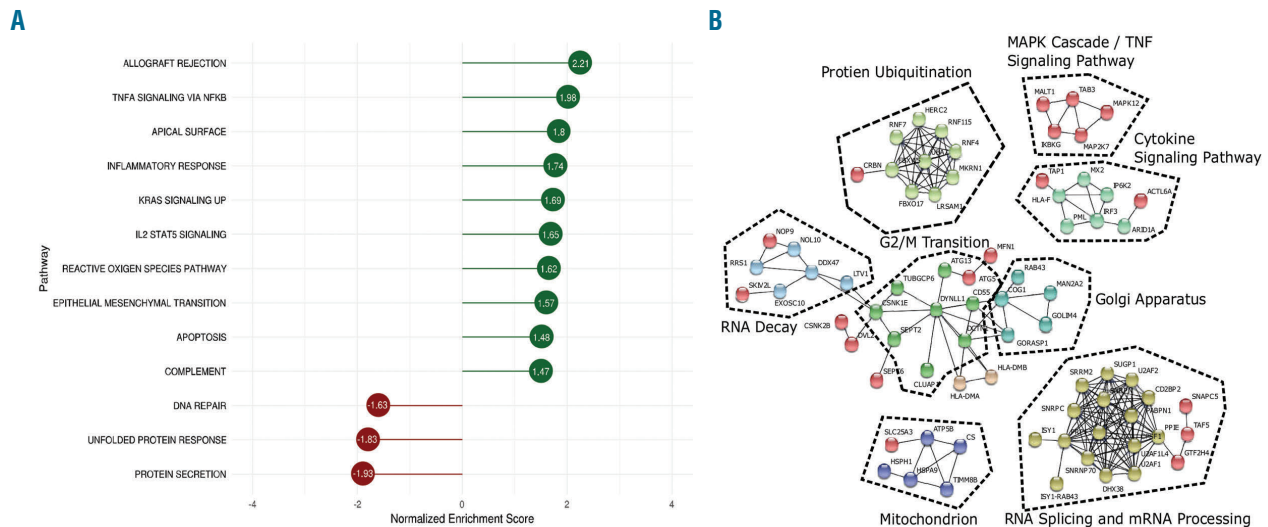 A
ALLOGRAFT REJECTION
2.21
TNFA SIGNALING VIA NFKB
1.98
APICAL SURFACE
1.8
INFLAMMATORY RESPONSE
1.74
KRAS SIGNALING UP
1.69
IL2 STAT5 SIGNALING
1.65
REACTIVE OXIGEN SPECIES PATHWAY
1.62
EPITHELIAL MESENCHYMAL TRANSITION
1.57
APOPTOSIS
1.48
COMPLEMENT
1.47
DNA REPAIR
-1.63
UNFOLDED PROTEIN RESPONSE
-1.83
PROTEIN SECRETION
-1.93
Pathway
-4 -2 0 2 4
Normalized Enrichment Score
B
MAPK Cascade / TNF
Signaling Pathway
MALT1
TAB3
MAPK12
IKBKG
MAP2K7
Protien Ubiquitination
HERC2
RNF7
RNF115
RNF4
CRBN
MKRN1
FBXO17
LRSAM1
Cytokine
Signaling Pathway
TAP1
MX2
IP6K2
ACTL6A
HLA-F
IRF3
PML
ARID1A
G2/M Transition
MFN1
ATG13
ATG5
TUBGCP6
CD55
DYNLL1
CSNK1E
CSNK2B
SEPT2
CLUAP1
HLA-DMB
HLA-DMA
NOP9
NOL10
RRS1
DDX47
LTV1
SKIV2L
EXOSC10
RNA Decay
RAB43
COG1
MAN2A2
GOLIM4
GORASP1
Golgi Apparatus
SUGP1
SRRM2
U2AF2
CD2BP2
SNRPC
PABPN1
SNAPC5
ISY1
PPIE
TAF5
U2AF1L4
GTF2H4
SNRNP70
U2AF1
DHX38
ISY1-RAB43
RNA Splicing and mRNA Processing
ATP5B
SLC25A3
CS
HSPH1
HSPA9
TIMM8B
Mitochondrion